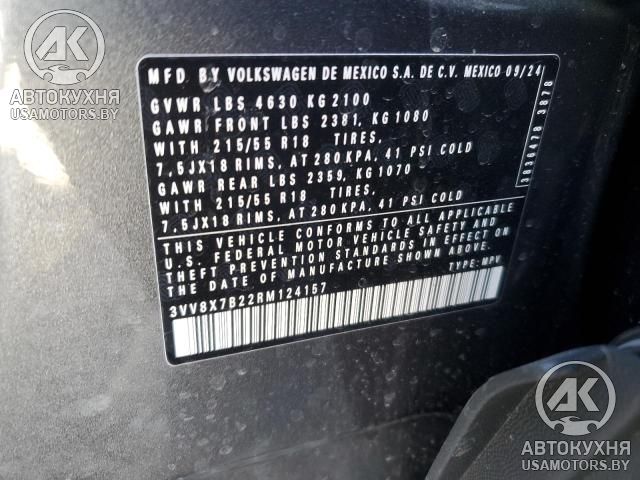 AK
АВТОКУХНЯ
USAMOTORS.BY
MFD. BY VOLKSWAGEN DE MEXICO S.A. DE C.V. MEXICO 09/24
GVWR LBS 4630 KG 2100
GAWR FRONT LBS 2381, KG 1080
WITH 215/55 R18 TIRES,
7,5JX18 RIMS, AT 280 KPA, 41 PSI COLD
GAWR REAR LBS 2359, KG 1070
WITH 215/55 R18 TIRES,
7,5JX18 RIMS, AT 280 KPA, 41 PSI COLD
THIS VEHICLE CONFORMS TO ALL APPLICABLE
U.S. FEDERAL MOTOR VEHICLE SAFETY AND
THEFT PREVENTION STANDARDS IN EFFECT ON
THE DATE OF MANUFACTURE SHOWN ABOVE.
3VV8X7B22RM124157 TYPE: MPV
3836478 3878
AK
АВТОКУХНЯ
USAMOTORS.BY